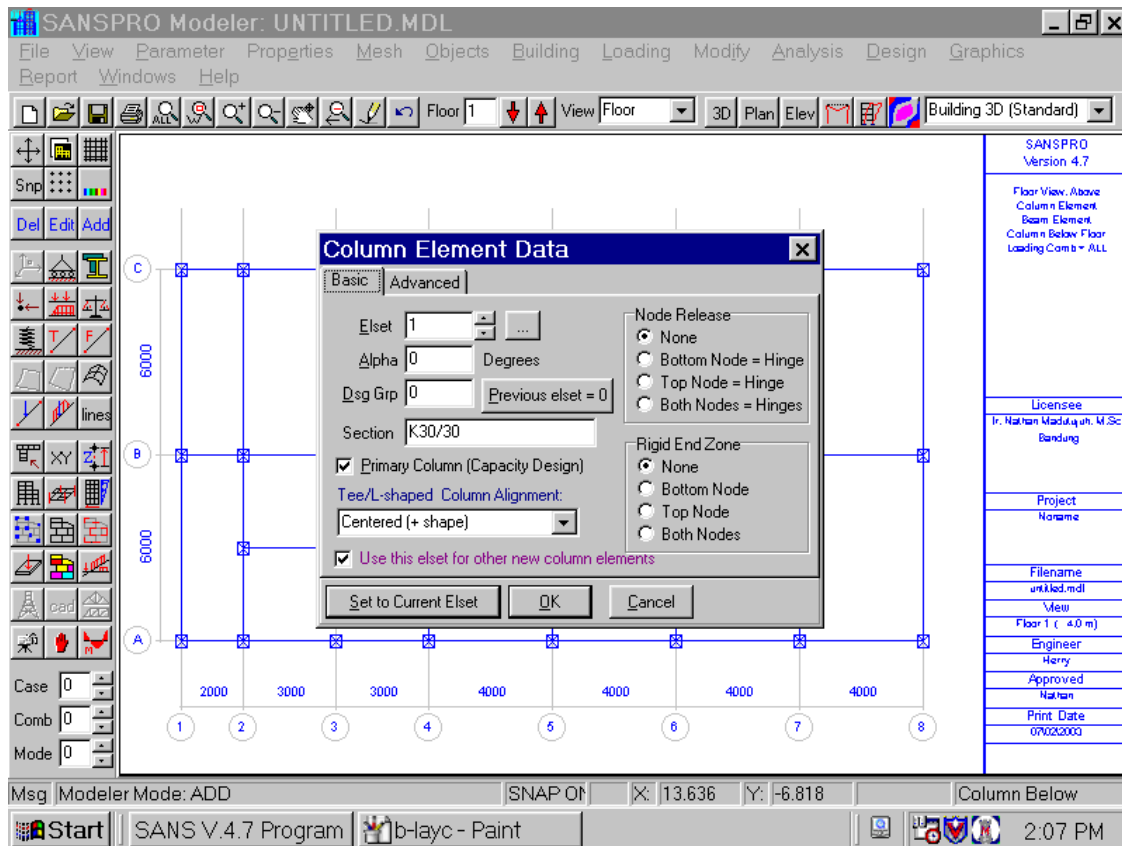 SANSPRO Modeler: UNTITLED.MDL
File View Parameter Properties Mesh Objects Building Loading Modify Analysis Design Graphics
Report Windows Help
ALL Floor 1 View Floor 3D Plan Elev Building 3D (Standard)
Snp
Del Edit Add
T F
lines
XY Z
cad
M
Case 0
Comb 0
Mode 0
C
B
A
6000
6000
2000 3000 3000 4000 4000 4000 4000
1 2 3 4 5 6 7 8
Column Element Data
Basic Advanced
Elset 1 ...
Alpha 0 Degrees
Dsg Grp 0 Previous elset = 0
Section K30/30
Primary Column (Capacity Design)
Tee/L-shaped Column Alignment:
Centered (+ shape)
Use this elset for other new column elements
Node Release
None
Bottom Node = Hinge
Top Node = Hinge
Both Nodes = Hinges
Rigid End Zone
None
Bottom Node
Top Node
Both Nodes
Set to Current Elset OK Cancel
SANSPRO
Version 4.7
Floor View, Above
Column Element
Beam Element
Column Below Floor
Loading Comb = ALL
Licensee
Ir. Nathan Madutujuh, M.Sc
Bandung
Project
Noname
Filename
untitled.mdl
View
Floor 1 ( 4.0 m)
Engineer
Herry
Approved
Nathan
Print Date
07/02/2003
Msg Modeler Mode: ADD SNAP ON X: 13.636 Y: -6.818 Column Below
Start SANS V.4.7 Program b-layc - Paint 2:07 PM